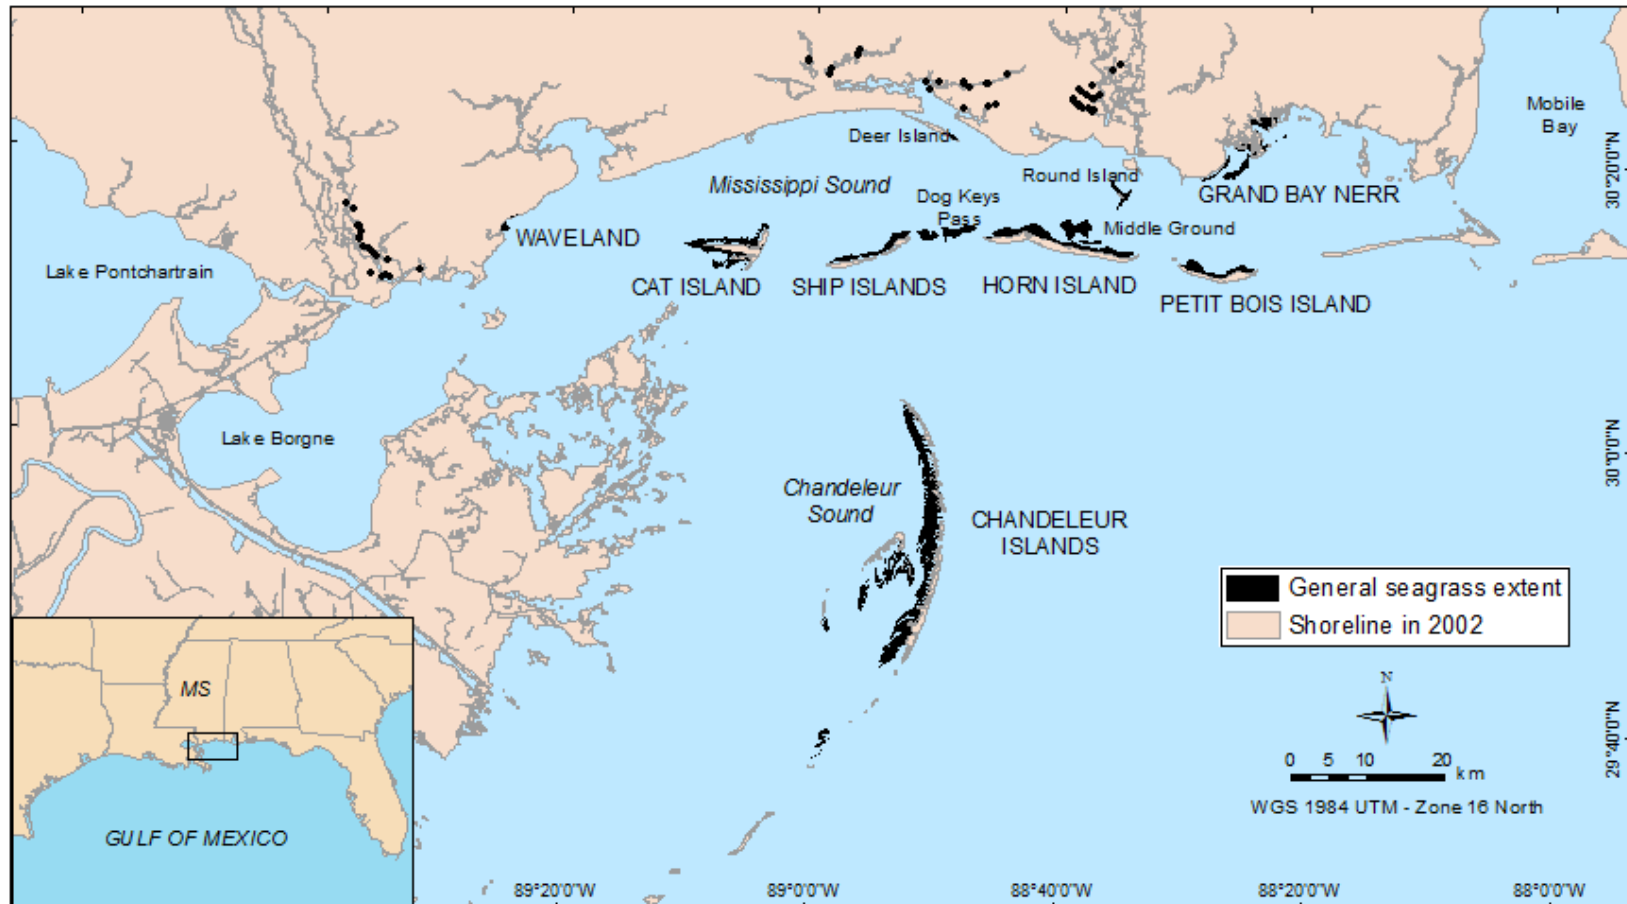 Mobile
Bay
Deer Island
Mississippi Sound
Round Island
Dog Keys
Pass
GRAND BAY NERR
30°20'0"N
WAVELAND
Middle Ground
Lake Pontchartrain
CAT ISLAND
SHIP ISLANDS
HORN ISLAND
PETIT BOIS ISLAND
Lake Borgne
30°0'0"N
Chandeleur
Sound
CHANDELEUR
ISLANDS
General seagrass extent
Shoreline in 2002
N
MS
29°40'0"N
0 5 10 20
km
WGS 1984 UTM - Zone 16 North
GULF OF MEXICO
89°20'0"W
89°0'0"W
88°40'0"W
88°20'0"W
88°0'0"W